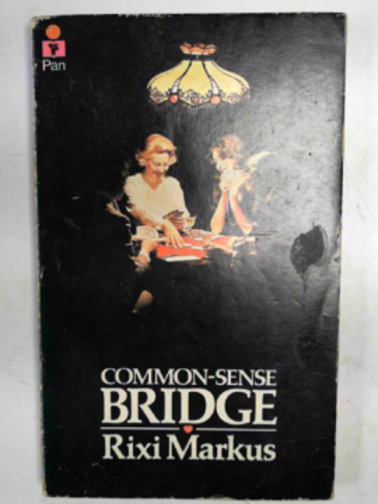 Pan
COMMON-SENSE
BRIDGE
Rixi Markus